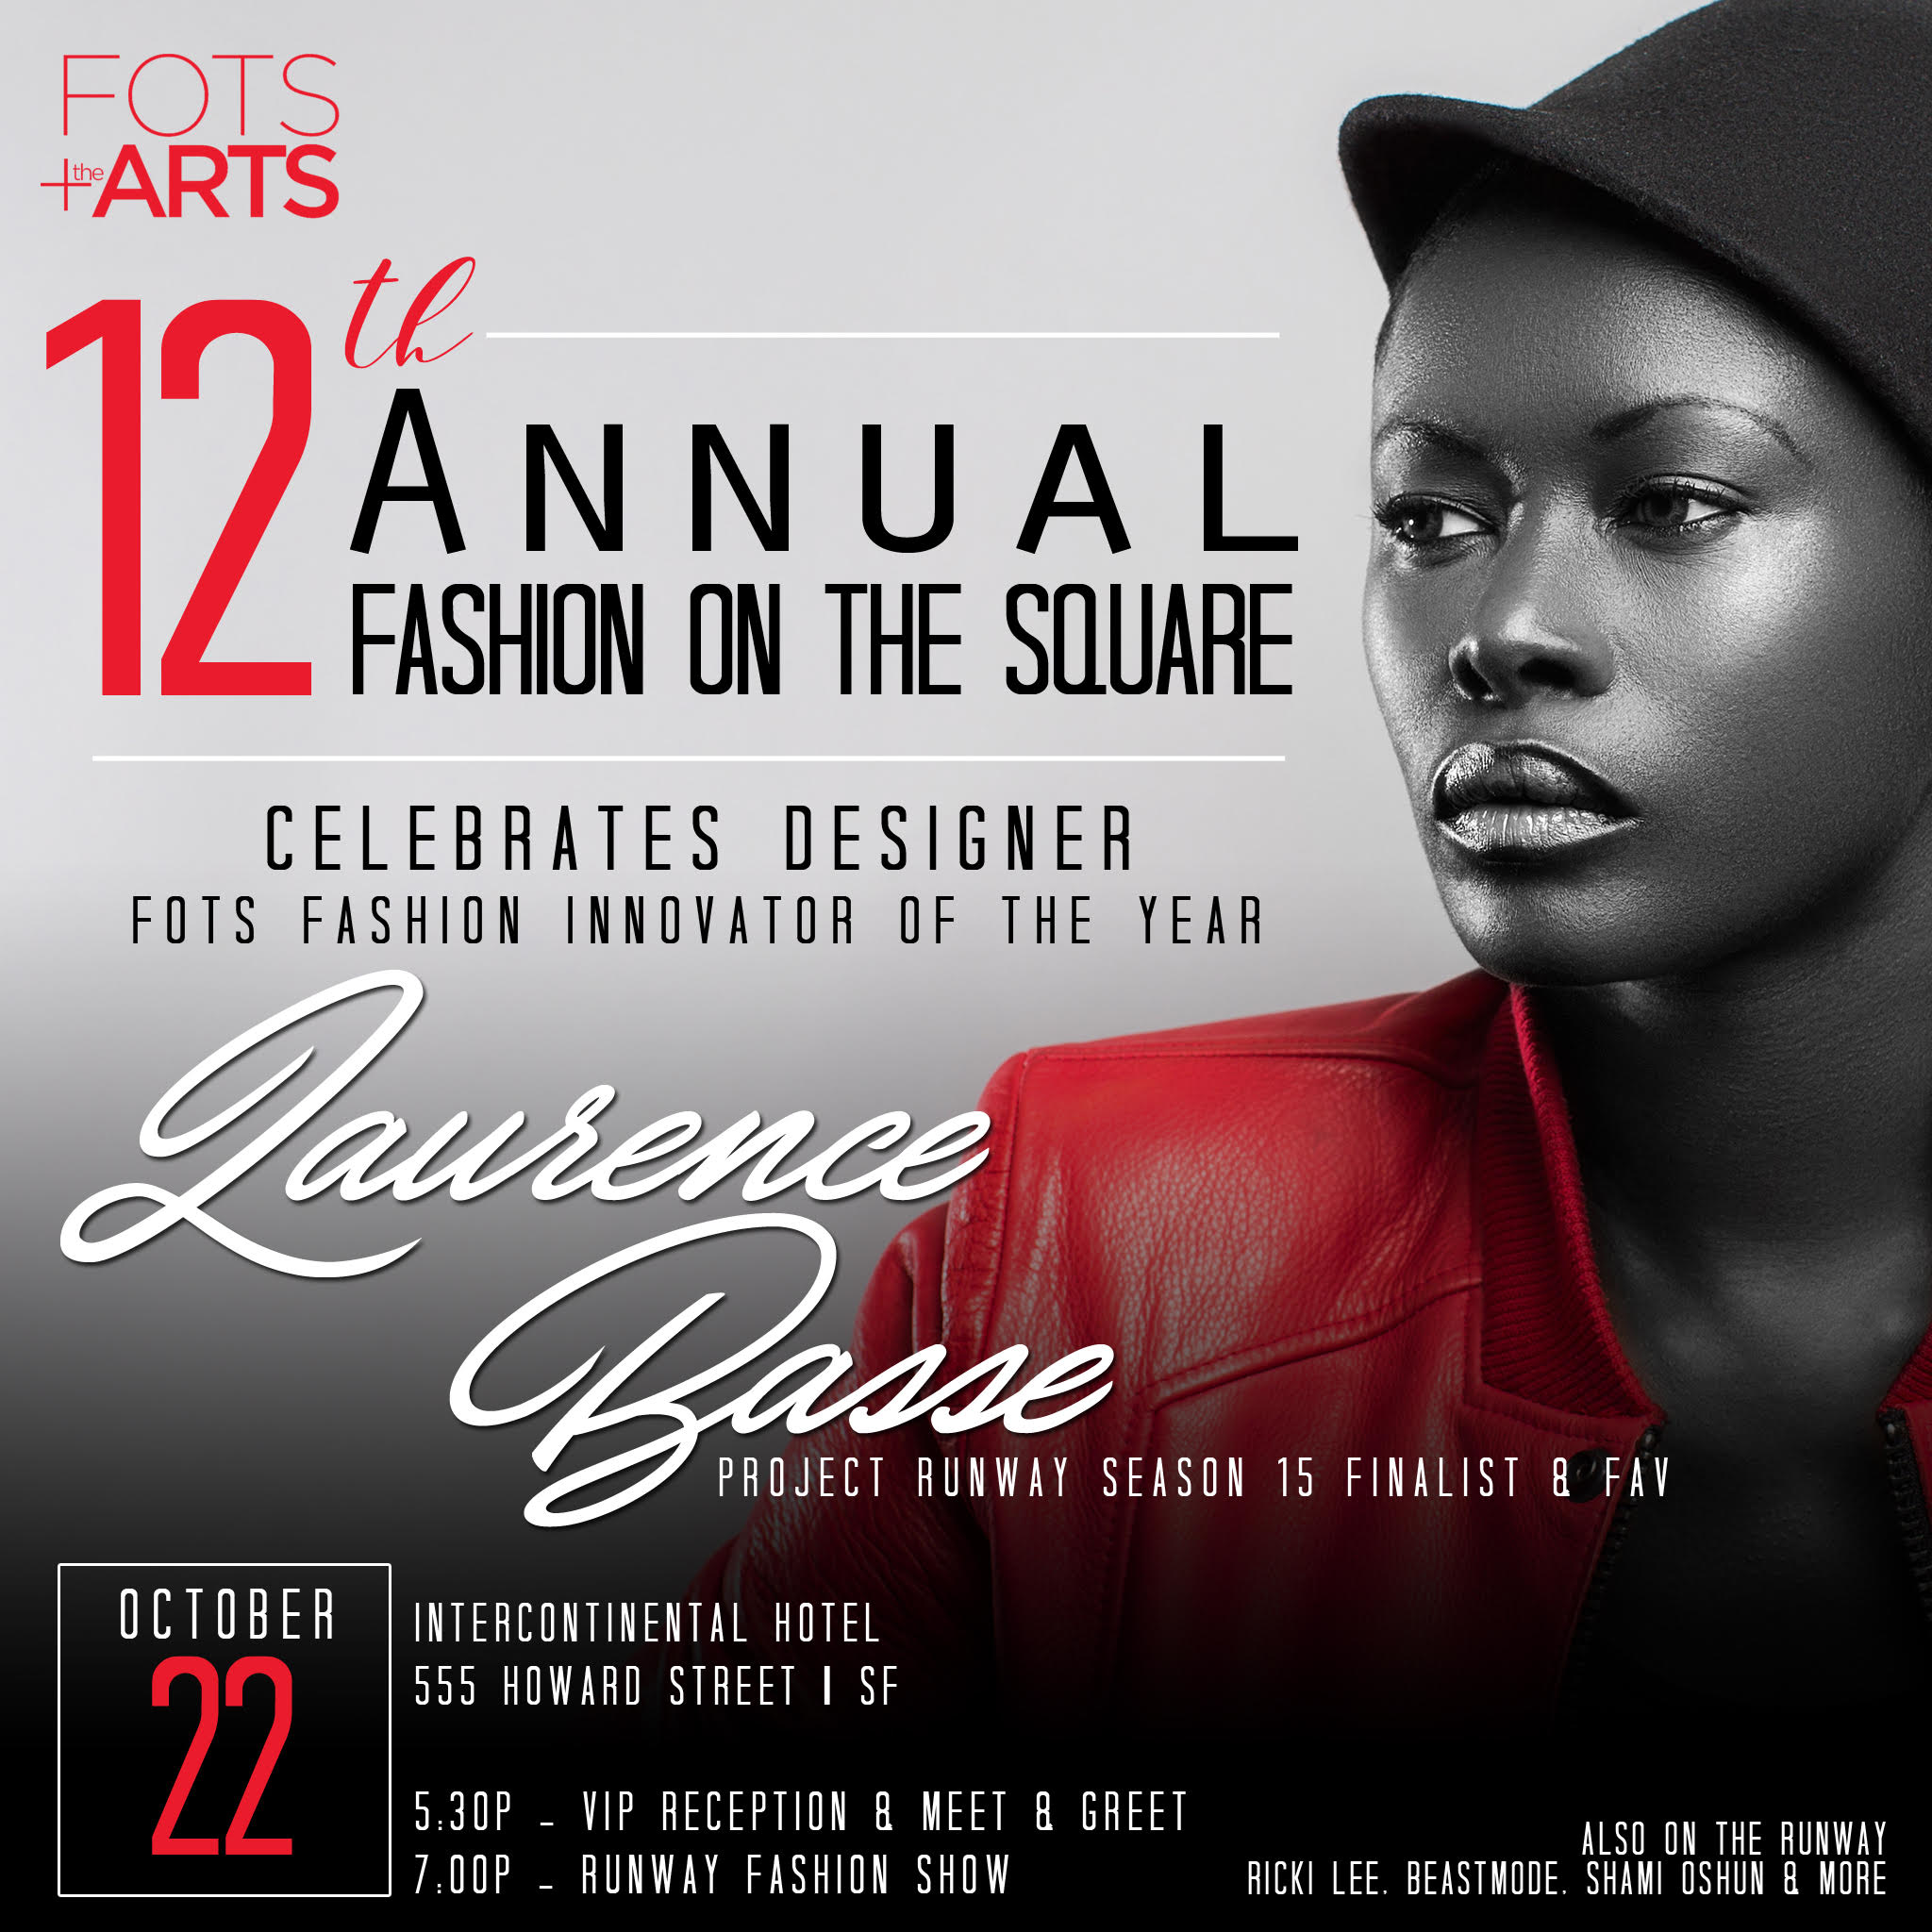 FOTS
+the ARTS
12th
ANNUAL
FASHION ON THE SQUARE
CELEBRATES DESIGNER
FOTS FASHION INNOVATOR OF THE YEAR
Laurence
Basse
PROJECT RUNWAY SEASON 15 FINALIST & FAV
OCTOBER
22
INTERCONTINENTAL HOTEL
555 HOWARD STREET | SF
5:30P - VIP RECEPTION & MEET & GREET
7:00P - RUNWAY FASHION SHOW
ALSO ON THE RUNWAY
RICKI LEE, BEASTMODE, SHAMI OSHUN & MORE